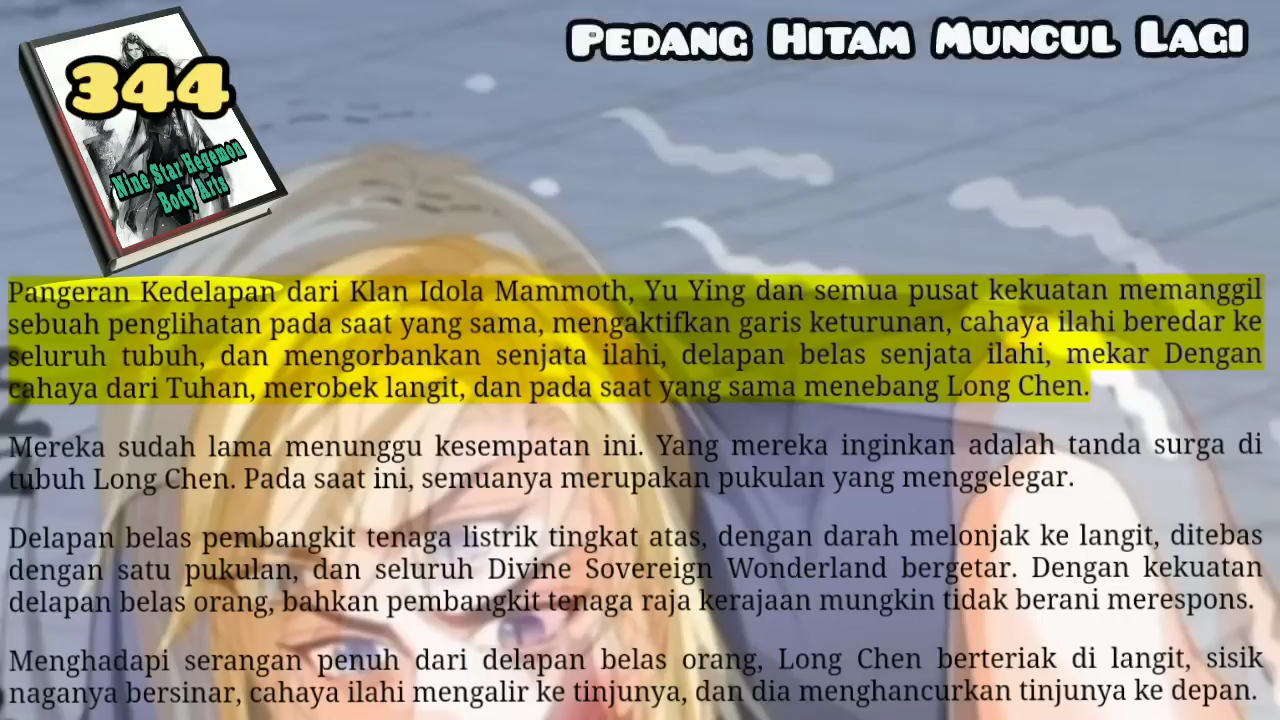 Pedang Hitam Muncul Lagi
344
Nine Star Hegemon
Body Arts
Pangeran Kedelapan dari Klan Idola Mammoth, Yu Ying dan semua pusat kekuatan memanggil
sebuah penglihatan pada saat yang sama, mengaktifkan garis keturunan, cahaya ilahi beredar ke
seluruh tubuh, dan mengorbankan senjata ilahi, delapan belas senjata ilahi, mekar Dengan
cahaya dari Tuhan, merobek langit, dan pada saat yang sama menebang Long Chen.
Mereka sudah lama menunggu kesempatan ini. Yang mereka inginkan adalah tanda surga di
tubuh Long Chen. Pada saat ini, semuanya merupakan pukulan yang menggelegar.
Delapan belas pembangkit tenaga listrik tingkat atas, dengan darah melonjak ke langit, ditebas
dengan satu pukulan, dan seluruh Divine Sovereign Wonderland bergetar. Dengan kekuatan
delapan belas orang, bahkan pembangkit tenaga raja kerajaan mungkin tidak berani merespons.
Menghadapi serangan penuh dari delapan belas orang, Long Chen berteriak di langit, sisik
naganya bersinar, cahaya ilahi mengalir ke tinjunya, dan dia menghancurkan tinjunya ke depan.